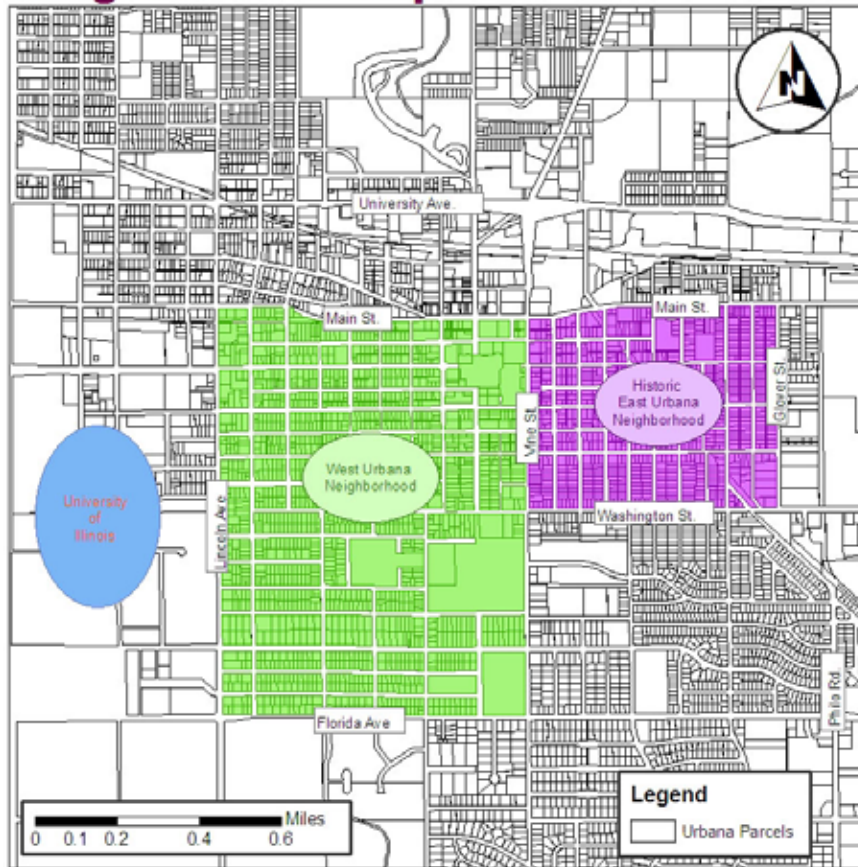 University Ave.
Main St.
Main St.
Historic
East Urbana
Neighborhood
Glover St.
Vine St.
West Urbana
Neighborhood
University
of
Illinois
Lincoln Ave
Washington St.
Philo Rd.
Florida Ave
Miles
0 0.1 0.2 0.4 0.6
Legend
Urbana Parcels
N